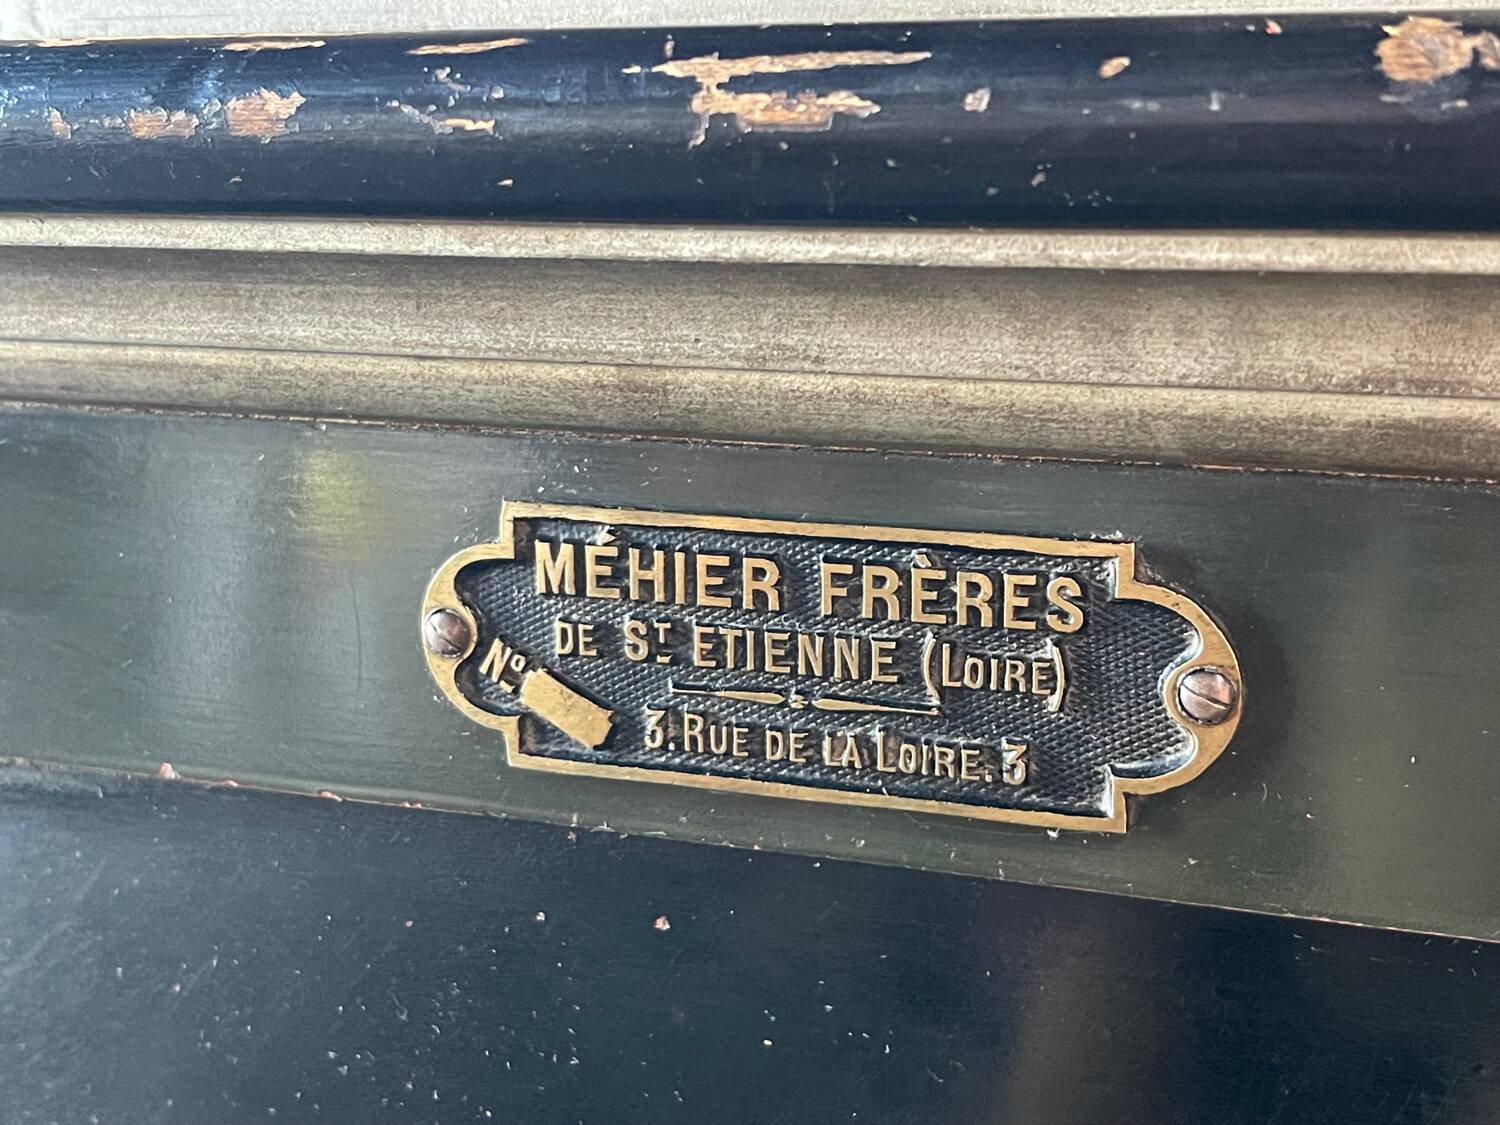 MÉHIER FRÈRES
DE ST ETIENNE (LOIRE)
No
3. RUE DE LA LOIRE. 3